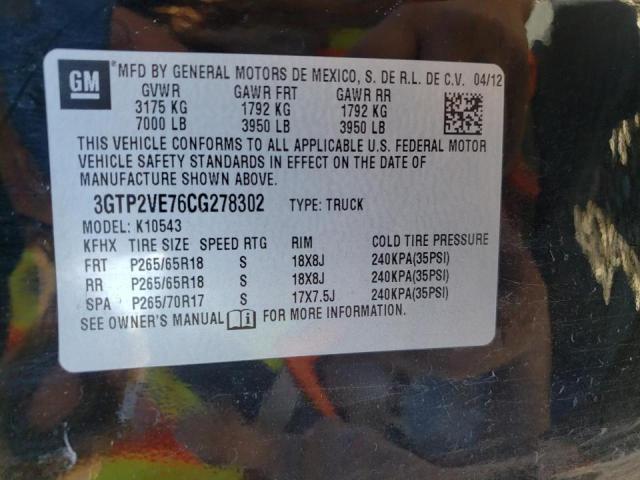 GM
*MFD BY GENERAL MOTORS DE MEXICO, S. DE R.L. DE C.V. 04/12
GVWR GAWR FRT GAWR RR
3175 KG 1792 KG 1792 KG
7000 LB 3950 LB 3950 LB
THIS VEHICLE CONFORMS TO ALL APPLICABLE U.S. FEDERAL MOTOR
VEHICLE SAFETY STANDARDS IN EFFECT ON THE DATE OF
MANUFACTURE SHOWN ABOVE.
3GTP2VE76CG278302 TYPE: TRUCK
MODEL: K10543
KFHX TIRE SIZE SPEED RTG RIM COLD TIRE PRESSURE
FRT P265/65R18 S 18X8J 240KPA(35PSI)
RR P265/65R18 S 18X8J 240KPA(35PSI)
SPA P265/70R17 S 17X7.5J 240KPA(35PSI)
SEE OWNER'S MANUAL FOR MORE INFORMATION.